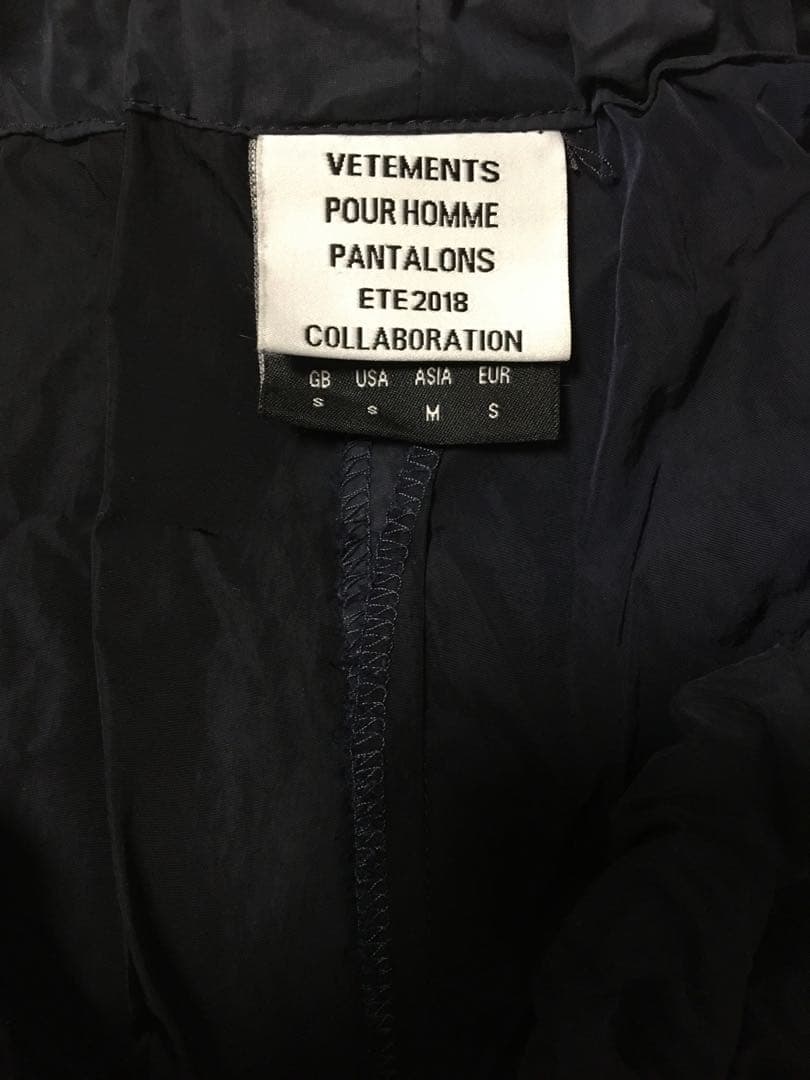 VETEMENTS
POUR HOMME
PANTALONS
ETE 2018
COLLABORATION
GB USA ASIA EUR
S S M S